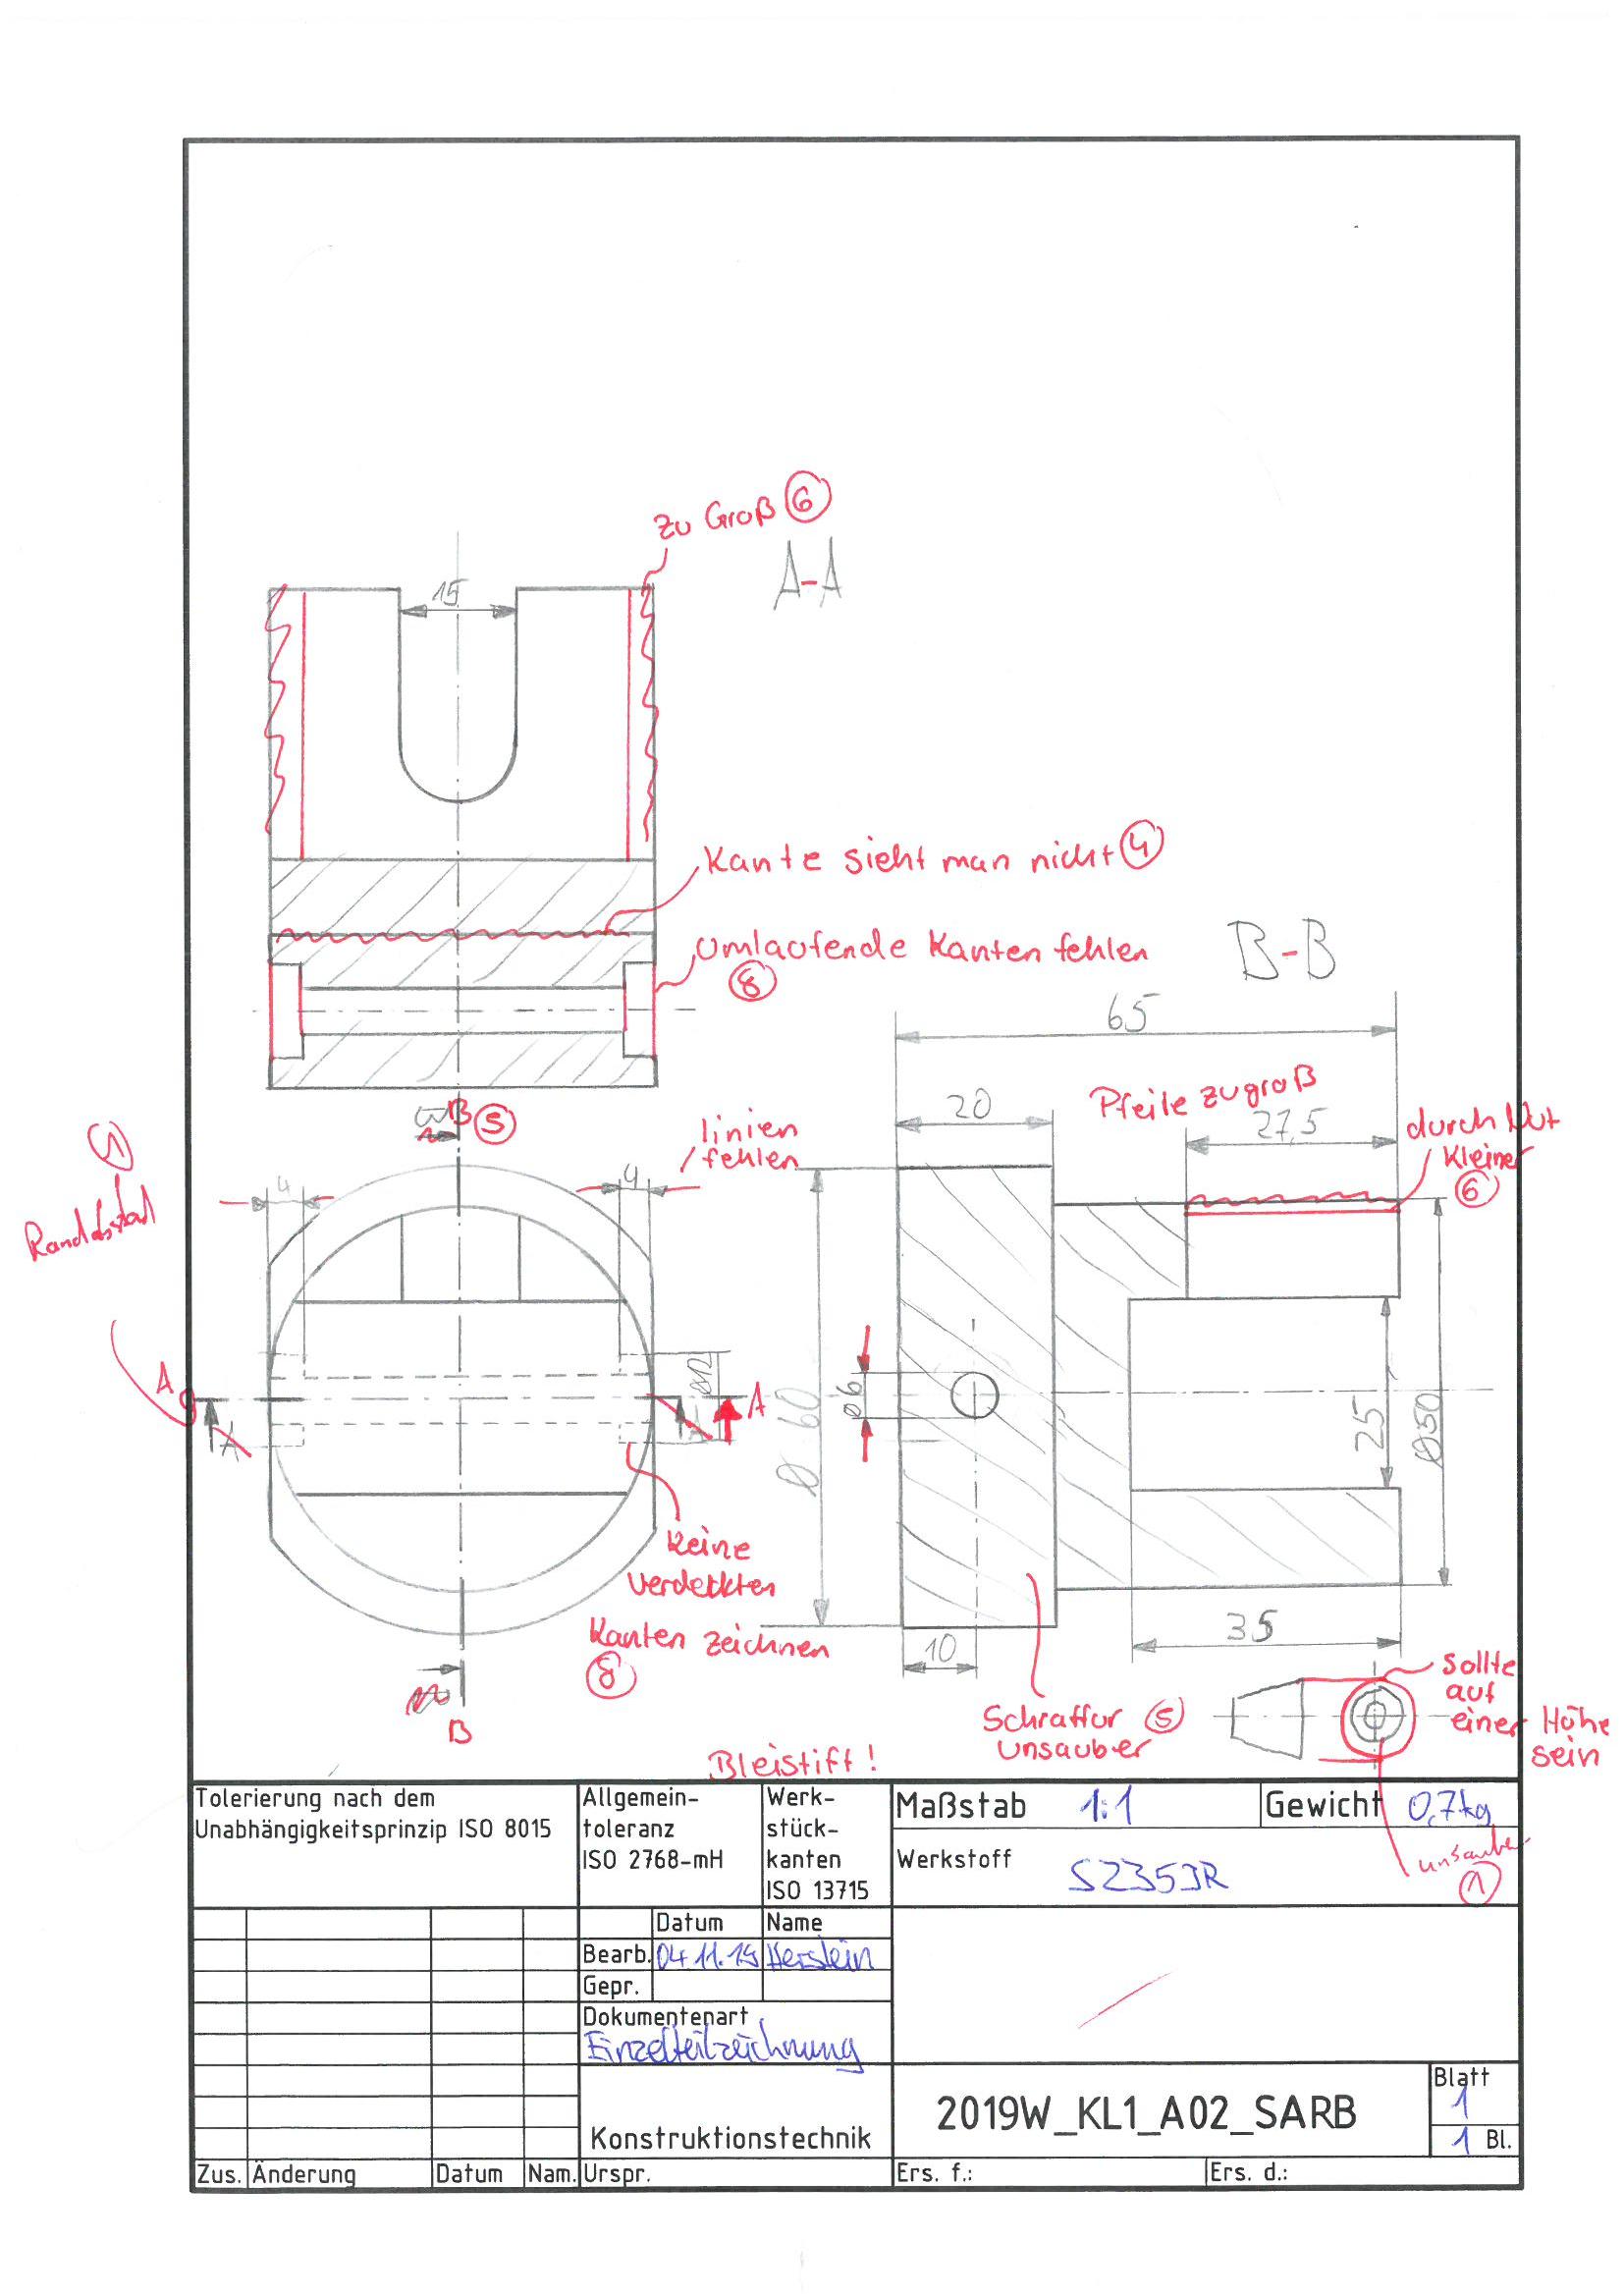 zu Groß 6
A-A
15
Kante sieht man nicht 4
umlaufende Kanten fehlen
8
B-B
65
B 5
Pfeile zu groß
20
27,5
durch Nut
kleiner
6
linien
fehlen
1
Randabstand
4
4
A
A
A
⌀12
⌀6
⌀ 60
25
⌀50
keine
verdeckten
Kanten zeichnen
8
10
35
B
Schraffur 5
unsauber
Sollte
auf
einer Höhe
sein
Bleistift!
Tolerierung nach dem
Unabhängigkeitsprinzip ISO 8015
Allgemein-
toleranz
ISO 2768-mH
Werk-
stück-
kanten
ISO 13715
Maßstab 1:1
Gewicht 0,7kg
Werkstoff S235JR
unsauber
1
Datum Name
Bearb. 04.11.19
Gepr.
Dokumentenart
Einzelteilzeichnung
Konstruktionstechnik
2019W_KL1_A02_SARB
Blatt
1
1 Bl.
Zus. Änderung Datum Nam. Urspr. Ers. f.: Ers. d.: